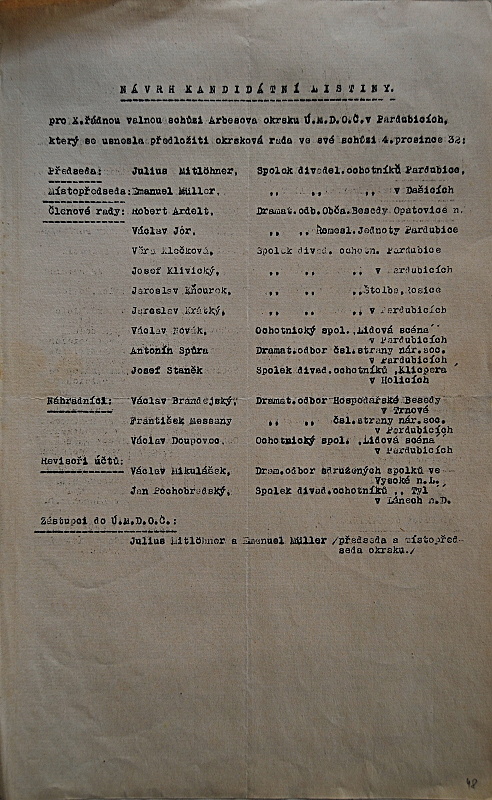 NÁVRH KANDIDÁTNÍ LISTINY.
pro X.řádnou valnou schůzi Arbesova okrsku Ú.M.D.O.Č.v Pardubicích,
který se usnesla předložiti okrsková rada ve své schůzi 4.prosince 32:
Předseda: Julius Mitlöhner, Spolek divadel.ochotníků Pardubice,
Místopředseda:Emanuel Müller, ,, ,, ,, v Dašicích
Členové rady: Robert Ardelt, Dramat.odb.Obča.Besedy Opatovice n.
Václav Jór, ,, ,, Řemesl.Jednoty Pardubice
Věra Klečková, Spolek divad. ochotn. Pardubice
Josef Klivický, ,, ,, ,, v Pardubicích
Jaroslav Kňourek, ,, ,, ,,Štolba,Rosice
Jaroslav Krátký, ,, ,, ,, v Pardubicích
Václav Novák, Ochotnický spol.,Lidová scéna"
v Pardubicích
Antonín Spůra Dramat.odbor čsl.strany nár.soc.
v Pardubicích
Josef Staněk Spolek divad.ochotníků ,Klicpera"
v Holicích
Náhradníci: Václav Brandejský, Dramat.odbor Hospodářské Besedy
v Trnové
František Messany ,, ,, čsl.strany nár.soc.
v Pardubicích
Václav Doupovec, Ochotnický spol. ,Lidová scéna"
v Pardubicích
Revisoři účtů:
Václav Mikulášek, Dram.odbor sdružených spolků ve
Vysoké n.L.,
Jan Pochobradský, Spolek divad.ochotníků ,, Tyl
v Lánech n.D.
Zástupci do Ú.M.D.O.Č.:
Julius Mitlöhner a Emanuel Müller /předseda a místopřed-
seda okrsku./
48